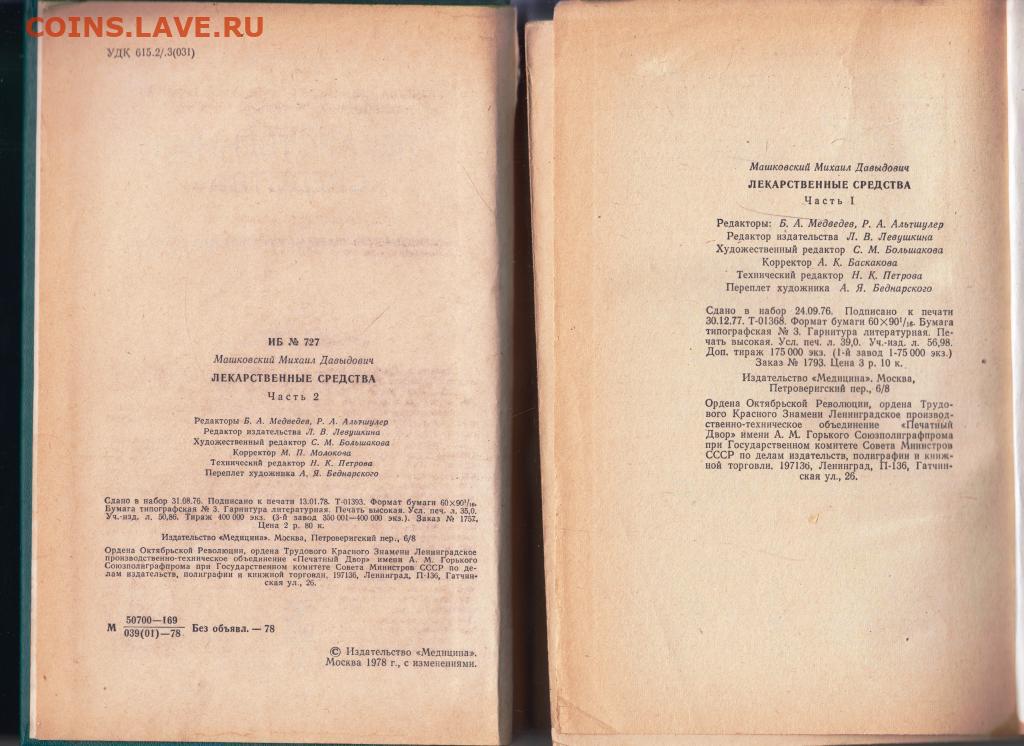 COINS.LAVE.RU
УДК 615.2/.3(031)
ИБ № 727
Машковский Михаил Давыдович
ЛЕКАРСТВЕННЫЕ СРЕДСТВА
Часть 2
Редакторы Б. А. Медведев, Р. А. Альтшулер
Редактор издательства Л. В. Левушкина
Художественный редактор С. М. Большакова
Корректор М. П. Молокова
Технический редактор Н. К. Петрова
Переплет художника А. Я. Беднарского
Сдано в набор 31.08.76. Подписано к печати 13.01.78. Т-01393. Формат бумаги 60×90¹/₁₆.
Бумага типографская № 3. Гарнитура литературная. Печать высокая. Усл. печ. л. 35,0.
Уч.-изд. л. 50,86. Тираж 400 000 экз. (3-й завод 350 001—400 000 экз.). Заказ № 1757.
Цена 2 р. 80 к.
Издательство «Медицина». Москва, Петроверигский пер., 6/8
Ордена Октябрьской Революции, ордена Трудового Красного Знамени Ленинградское
производственно-техническое объединение «Печатный Двор» имени А. М. Горького
Союзполиграфпрома при Государственном комитете Совета Министров СССР по де-
лам издательств, полиграфии и книжной торговли. 197136, Ленинград, П-136, Гатчин-
ская ул., 26.
М 50700—169
039(01)—78 Без объявл. — 78
© Издательство «Медицина».
Москва 1978 г., с изменениями.
Машковский Михаил Давыдович
ЛЕКАРСТВЕННЫЕ СРЕДСТВА
Часть I
Редакторы: Б. А. Медведев, Р. А. Альтшулер
Редактор издательства Л. В. Левушкина
Художественный редактор С. М. Большакова
Корректор А. К. Баскакова
Технический редактор Н. К. Петрова
Переплет художника А. Я. Беднарского
Сдано в набор 24.09.76. Подписано к печати
30.12.77. Т-01368. Формат бумаги 60×90¹/₁₆. Бумага
типографская № 3. Гарнитура литературная. Пе-
чать высокая. Усл. печ. л. 39,0. Уч.-изд. л. 56,98.
Доп. тираж 175 000 экз. (1-й завод 1-75 000 экз.)
Заказ № 1793. Цена 3 р. 10 к.
Издательство «Медицина». Москва,
Петроверигский пер., 6/8
Ордена Октябрьской Революции, ордена Трудо-
вого Красного Знамени Ленинградское производ-
ственно-техническое объединение «Печатный
Двор» имени А. М. Горького Союзполиграфпрома
при Государственном комитете Совета Министров
СССР по делам издательств, полиграфии и книж-
ной торговли. 197136, Ленинград, П-136, Гатчин-
ская ул., 26.